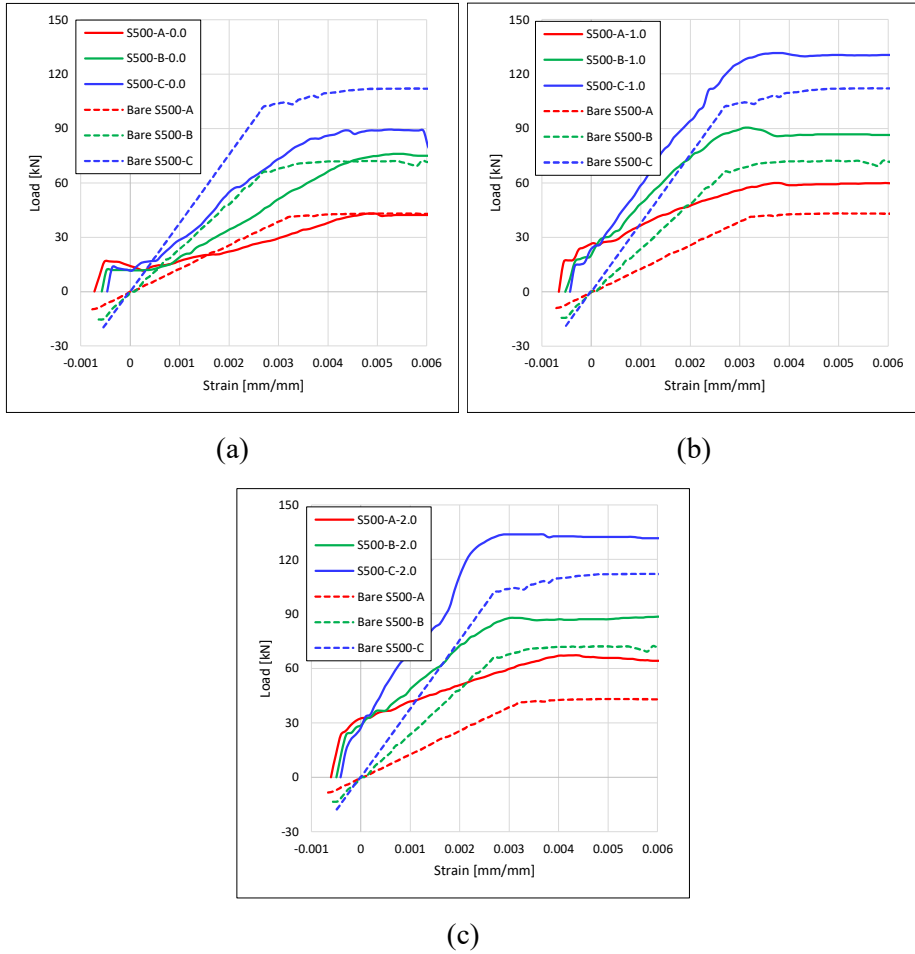 150
120
90
60
30
0
-30
Load [kN]
S500-A-0.0
S500-B-0.0
S500-C-0.0
Bare S500-A
Bare S500-B
Bare S500-C
-0.001 0 0.001 0.002 0.003 0.004 0.005 0.006
Strain [mm/mm]
(a)
150
120
90
60
30
0
-30
Load [kN]
S500-A-1.0
S500-B-1.0
S500-C-1.0
Bare S500-A
Bare S500-B
Bare S500-C
-0.001 0 0.001 0.002 0.003 0.004 0.005 0.006
Strain [mm/mm]
(b)
150
120
90
60
30
0
-30
Load [kN]
S500-A-2.0
S500-B-2.0
S500-C-2.0
Bare S500-A
Bare S500-B
Bare S500-C
-0.001 0 0.001 0.002 0.003 0.004 0.005 0.006
Strain [mm/mm]
(c)